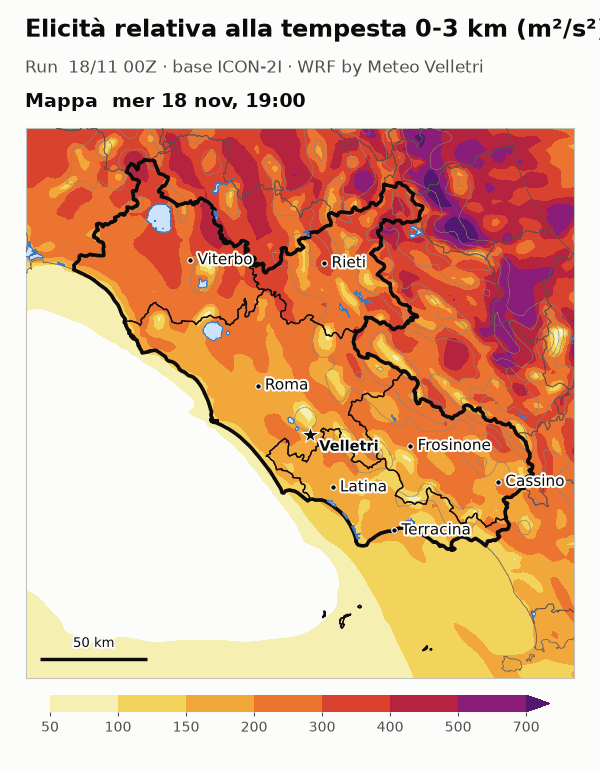 Elicità relativa alla tempesta 0-3 km (m²/s²)
Run 18/11 00Z · base ICON-2I · WRF by Meteo Velletri
Mappa mer 18 nov, 19:00
Viterbo
Rieti
Roma
Velletri
Frosinone
Latina
Cassino
Terracina
50 km
50 100 150 200 300 400 500 700